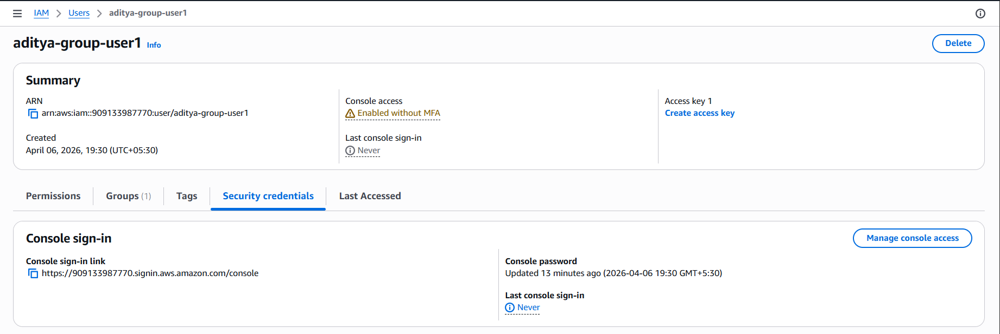 IAM > Users > aditya-group-user1
aditya-group-user1 Info
Delete
Summary
ARN
arn:aws:iam::909133987770:user/aditya-group-user1
Created
April 06, 2026, 19:30 (UTC+05:30)
Console access
Enabled without MFA
Last console sign-in
Never
Access key 1
Create access key
Permissions
Groups (1)
Tags
Security credentials
Last Accessed
Console sign-in
Manage console access
Console sign-in link
https://909133987770.signin.aws.amazon.com/console
Console password
Updated 13 minutes ago (2026-04-06 19:30 GMT+5:30)
Last console sign-in
Never